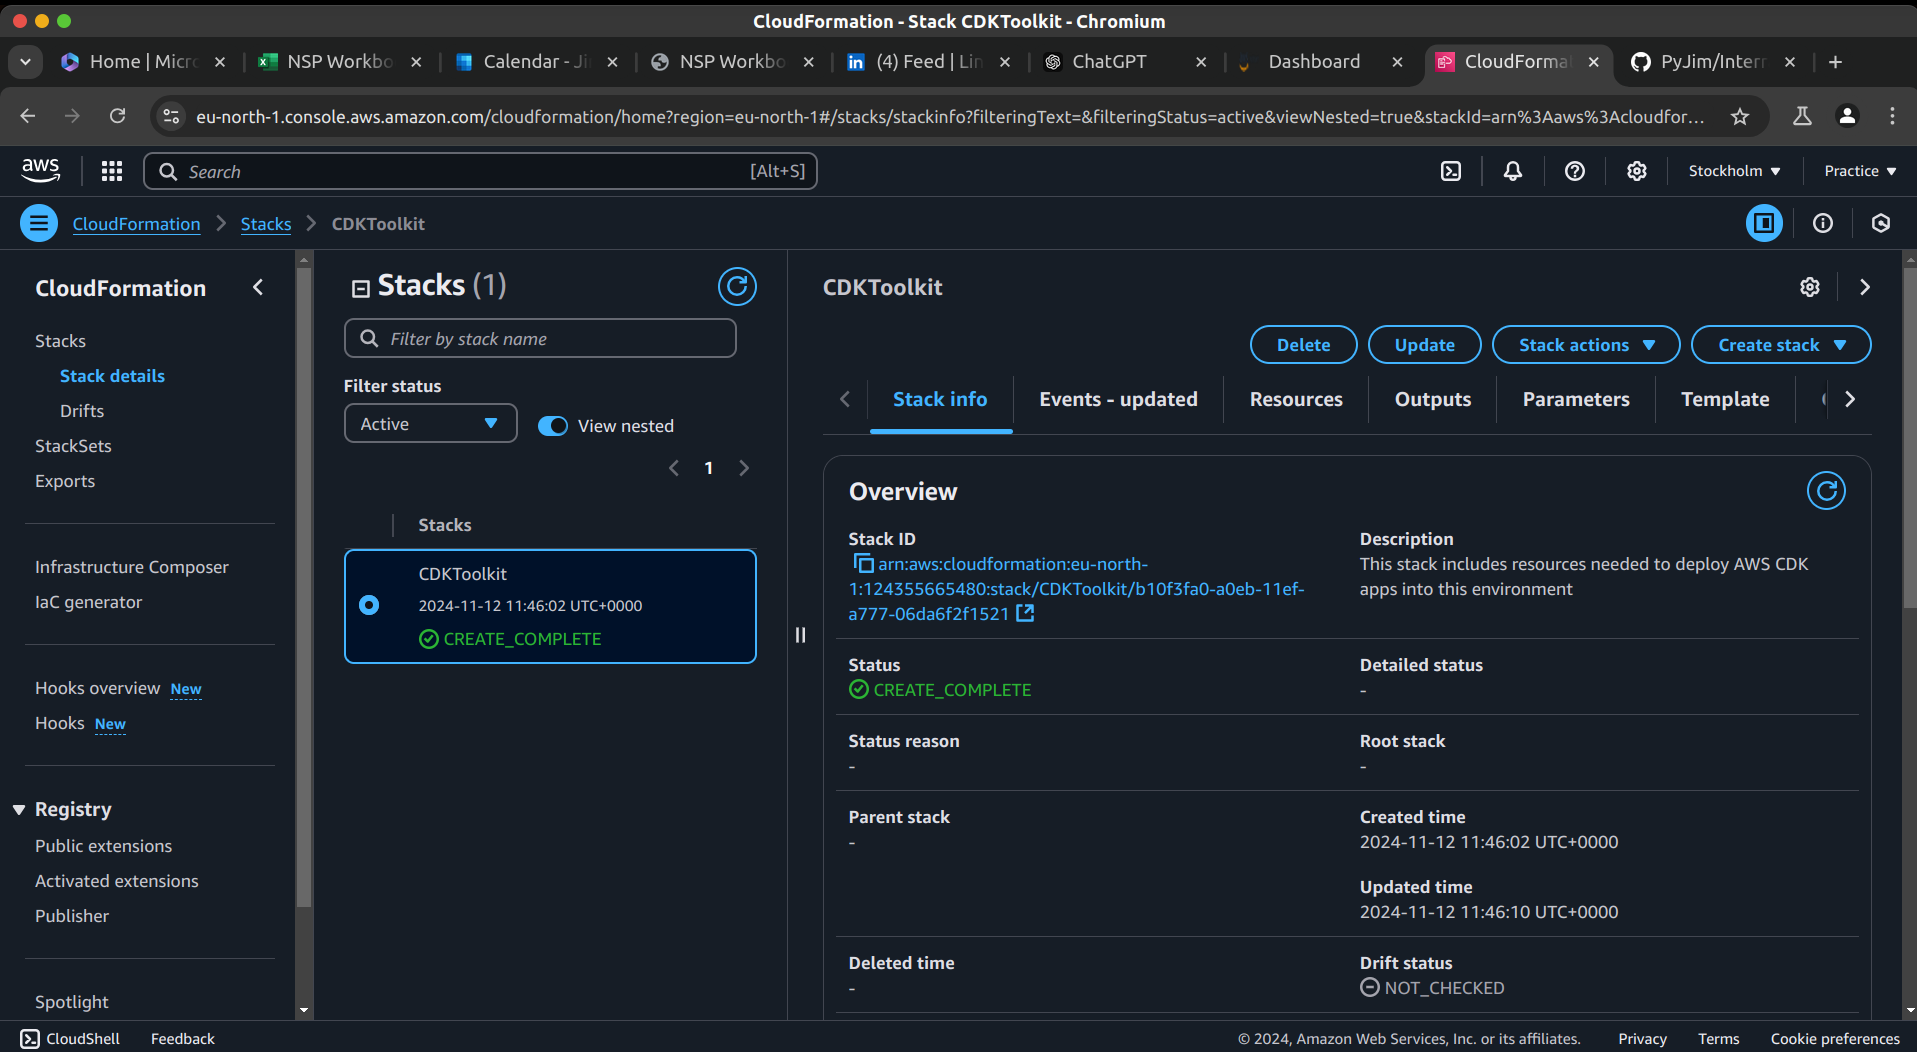 CloudFormation - Stack CDKToolkit - Chromium
Home | Micro
NSP Workbo
Calendar - Ji
NSP Workbo
(4) Feed | Lin
ChatGPT
Dashboard
CloudForma
PyJim/Intern
eu-north-1.console.aws.amazon.com/cloudformation/home?region=eu-north-1#/stacks/stackinfo?filteringText=&filteringStatus=active&viewNested=true&stackId=arn%3Aaws%3Acloudfor...
aws
Search
[Alt+S]
Stockholm
Practice
CloudFormation
Stacks
CDKToolkit
CloudFormation
Stacks
Stack details
Drifts
StackSets
Exports
Infrastructure Composer
IaC generator
Hooks overview New
Hooks New
Registry
Public extensions
Activated extensions
Publisher
Spotlight
Stacks (1)
Filter by stack name
Filter status
Active
View nested
1
Stacks
CDKToolkit
2024-11-12 11:46:02 UTC+0000
CREATE_COMPLETE
CDKToolkit
Delete
Update
Stack actions
Create stack
Stack info
Events - updated
Resources
Outputs
Parameters
Template
Overview
Stack ID
arn:aws:cloudformation:eu-north-
1:124355665480:stack/CDKToolkit/b10f3fa0-a0eb-11ef-
a777-06da6f2f1521
Description
This stack includes resources needed to deploy AWS CDK
apps into this environment
Status
CREATE_COMPLETE
Detailed status
-
Status reason
-
Root stack
-
Parent stack
-
Created time
2024-11-12 11:46:02 UTC+0000
Updated time
2024-11-12 11:46:10 UTC+0000
Deleted time
-
Drift status
NOT_CHECKED
CloudShell
Feedback
© 2024, Amazon Web Services, Inc. or its affiliates.
Privacy
Terms
Cookie preferences